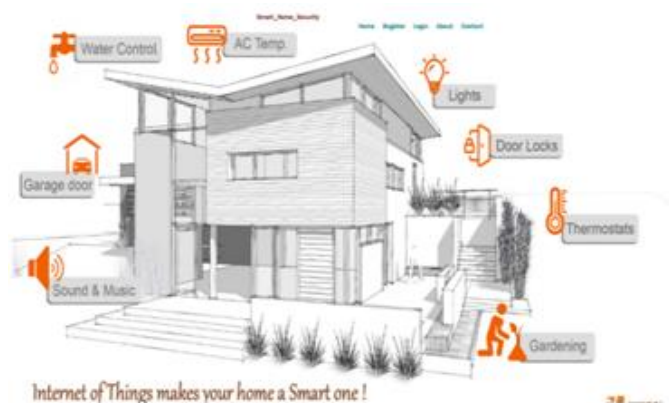 Smart_Home_Security
Home Register Login About Contact
Water Control
AC Temp.
Lights
Door Locks
Garage door
Thermostats
Sound & Music
Gardening
Internet of Things makes your home a Smart one !